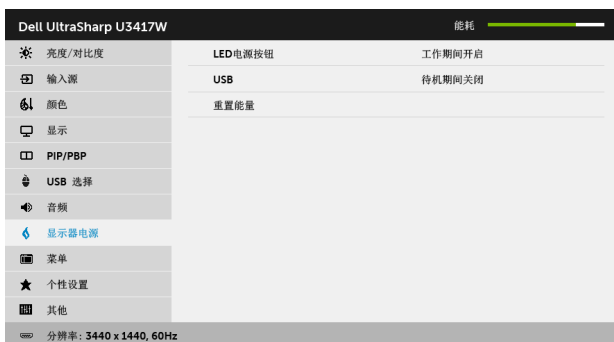 Dell UltraSharp U3417W
能耗
亮度/对比度
LED电源按钮
工作期间开启
输入源
USB
待机期间关闭
颜色
重置能量
显示
PIP/PBP
USB 选择
音频
显示器电源
菜单
个性设置
其他
分辨率: 3440 x 1440, 60Hz